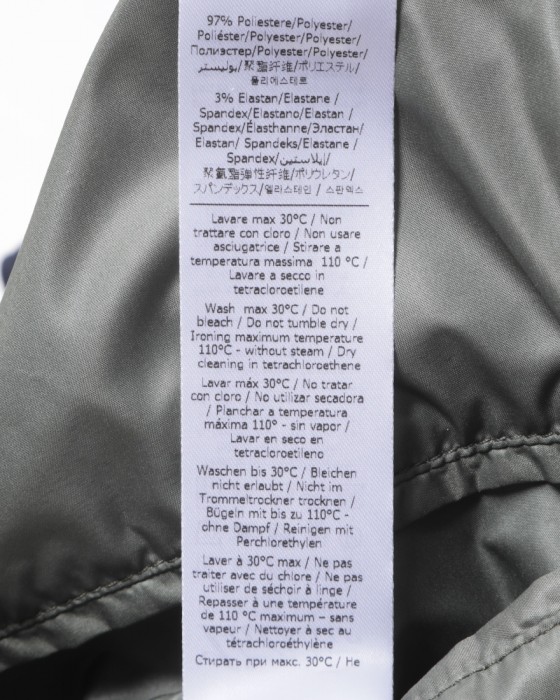 97% Poliestere/Polyester/
Poliéster/Polyester/Polyester/
Полиэстер/Polyester/Polyester/
بوليستر/聚酯纤维/ポリエステル/
폴리에스테르
3% Elastan/Elastane /
Spandex/Elastano/Elastan /
Spandex/Élasthanne/Эластан/
Elastan/ Spandeks/Elastane /
Spandex/إيلاستين/
聚氨酯弹性纤维/ポリウレタン/
スパンデックス/엘라스테인 / 스판덱스
Lavare max 30°C / Non
trattare con cloro / Non usare
asciugatrice / Stirare a
temperatura massima 110 °C /
Lavare a secco in
tetracloroetilene
Wash max 30°C / Do not
bleach / Do not tumble dry /
Ironing maximum temperature
110°C - without steam / Dry
cleaning in tetrachloroethene
Lavar máx 30°C / No tratar
con cloro / No utilizar secadora
/ Planchar a temperatura
máxima 110° - sin vapor /
Lavar en seco en
tetracloroetileno
Waschen bis 30°C / Bleichen
nicht erlaubt / Nicht im
Trommeltrockner trocknen /
Bügeln mit bis zu 110°C -
ohne Dampf / Reinigen mit
Perchlorethylen
Laver à 30°C max / Ne pas
traiter avec du chlore / Ne pas
utiliser de séchoir à linge /
Repasser à une température
de 110 °C maximum – sans
vapeur / Nettoyer à sec au
tétrachloroéthylène
Стирать при макс. 30°C / Не